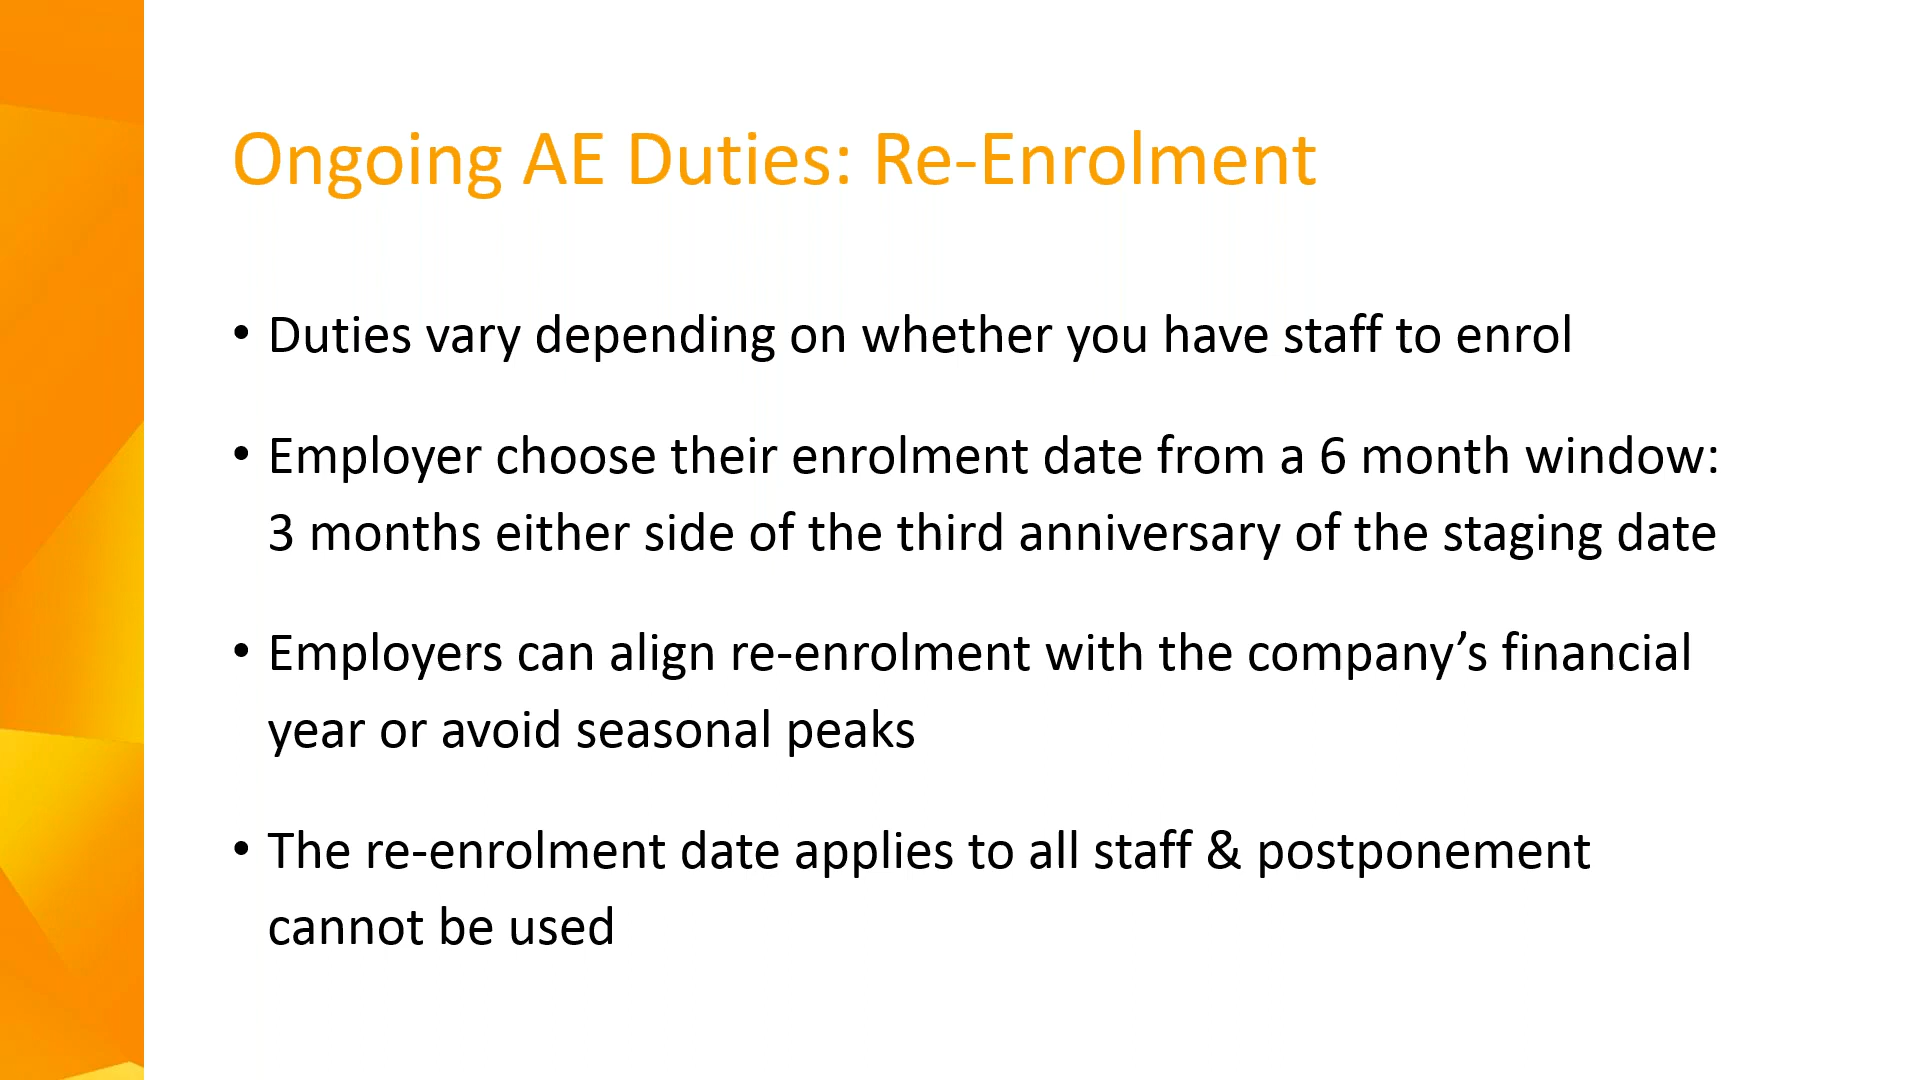 Ongoing AE Duties: Re-Enrolment
• Duties vary depending on whether you have staff to enrol
• Employer choose their enrolment date from a 6 month window:
3 months either side of the third anniversary of the staging date
• Employers can align re-enrolment with the company’s financial
year or avoid seasonal peaks
• The re-enrolment date applies to all staff & postponement
cannot be used